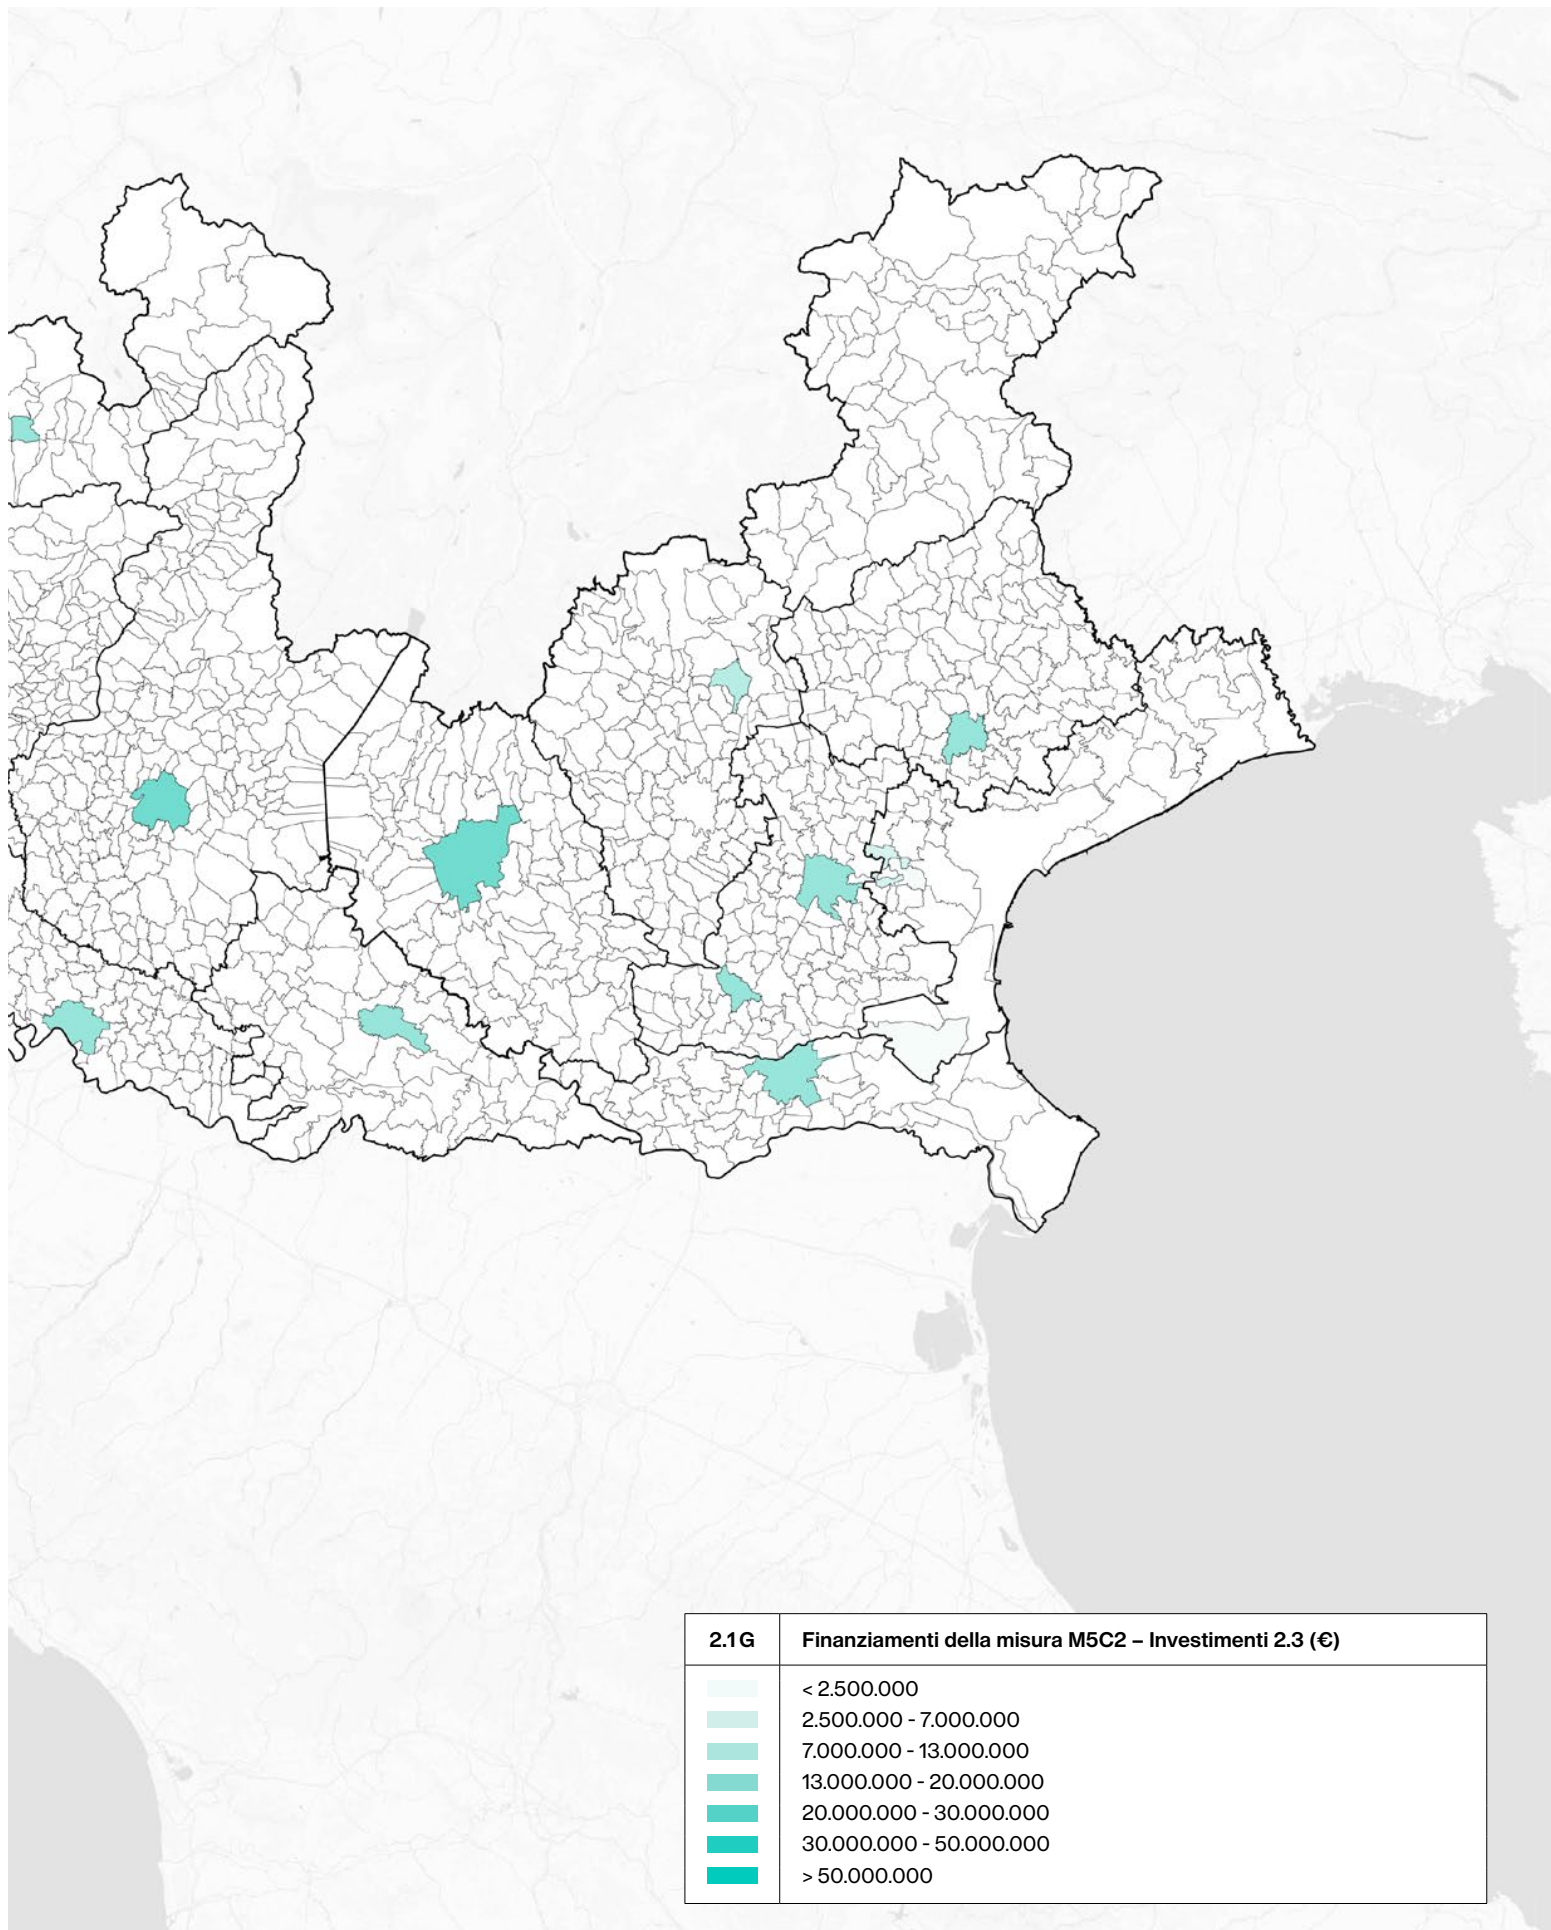 2.1 G Finanziamenti della misura M5C2 – Investimenti 2.3 (€)
< 2.500.000
2.500.000 - 7.000.000
7.000.000 - 13.000.000
13.000.000 - 20.000.000
20.000.000 - 30.000.000
30.000.000 - 50.000.000
> 50.000.000